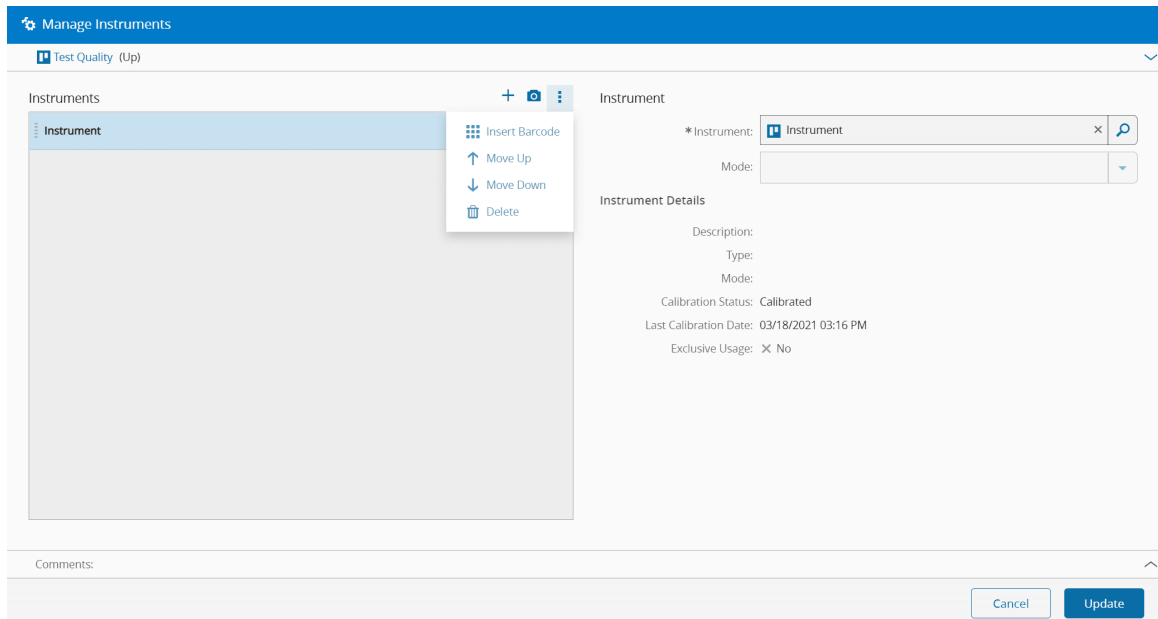 Manage Instruments
Test Quality (Up)
Instruments
Instrument
Insert Barcode
Move Up
Move Down
Delete
Instrument
*Instrument: Instrument
Mode:
Instrument Details
Description:
Type:
Mode:
Calibration Status: Calibrated
Last Calibration Date: 03/18/2021 03:16 PM
Exclusive Usage: No
Comments:
Cancel Update